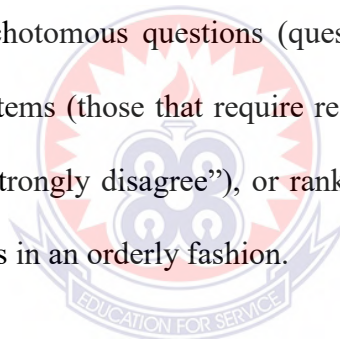 chotomous questions (ques
tems (those that require re
trongly disagree”), or rank
s in an orderly fashion.
EDUCATION FOR SERVICE